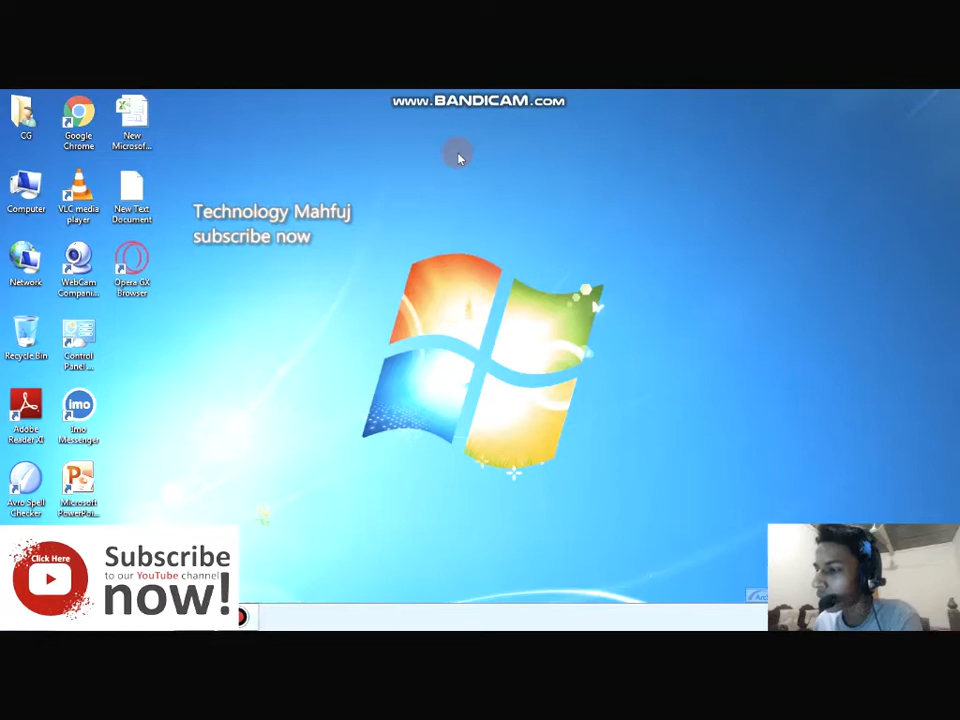 www.BANDICAM.com
CG
Google
Chrome
New
Microsof...
Computer
VLC media
player
New Text
Document
Technology Mahfuj
subscribe now
Network
WebCam
Compani...
Opera GX
Browser
Recycle Bin
Control
Panel ...
Adobe
Reader XI
imo
Imo
Messenger
Avro Spell
Checker
Microsoft
PowerPoi...
Click Here
Subscribe
to our YouTube channel
now!